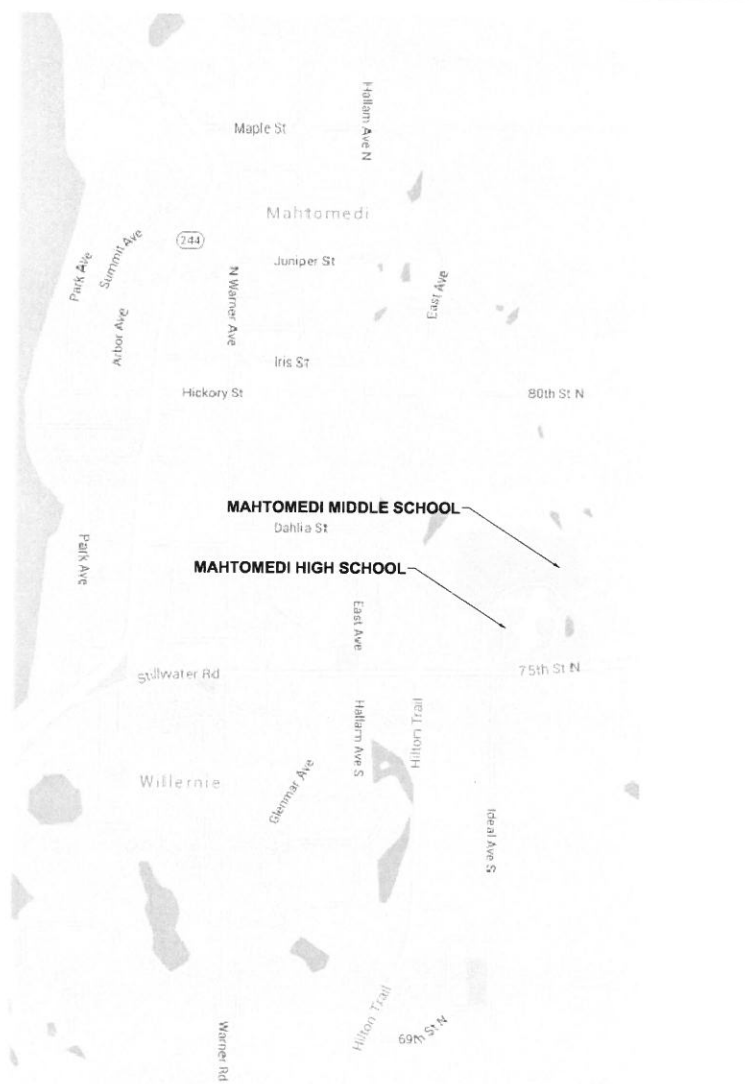 Hallam Ave N
Maple St
Mahtomedi
244
Summit Ave
Park Ave
Juniper St
N Warner Ave
East Ave
Arbor Ave
Iris St
Hickory St
80th St N
MAHTOMEDI MIDDLE SCHOOL
Dahlia St
Park Ave
MAHTOMEDI HIGH SCHOOL
East Ave
Stillwater Rd
75th St N
Hallam Ave S
Hilton Trail
Willernie
Glenmar Ave
Ideal Ave S
Hilton Trail
69th St N
Warner Rd